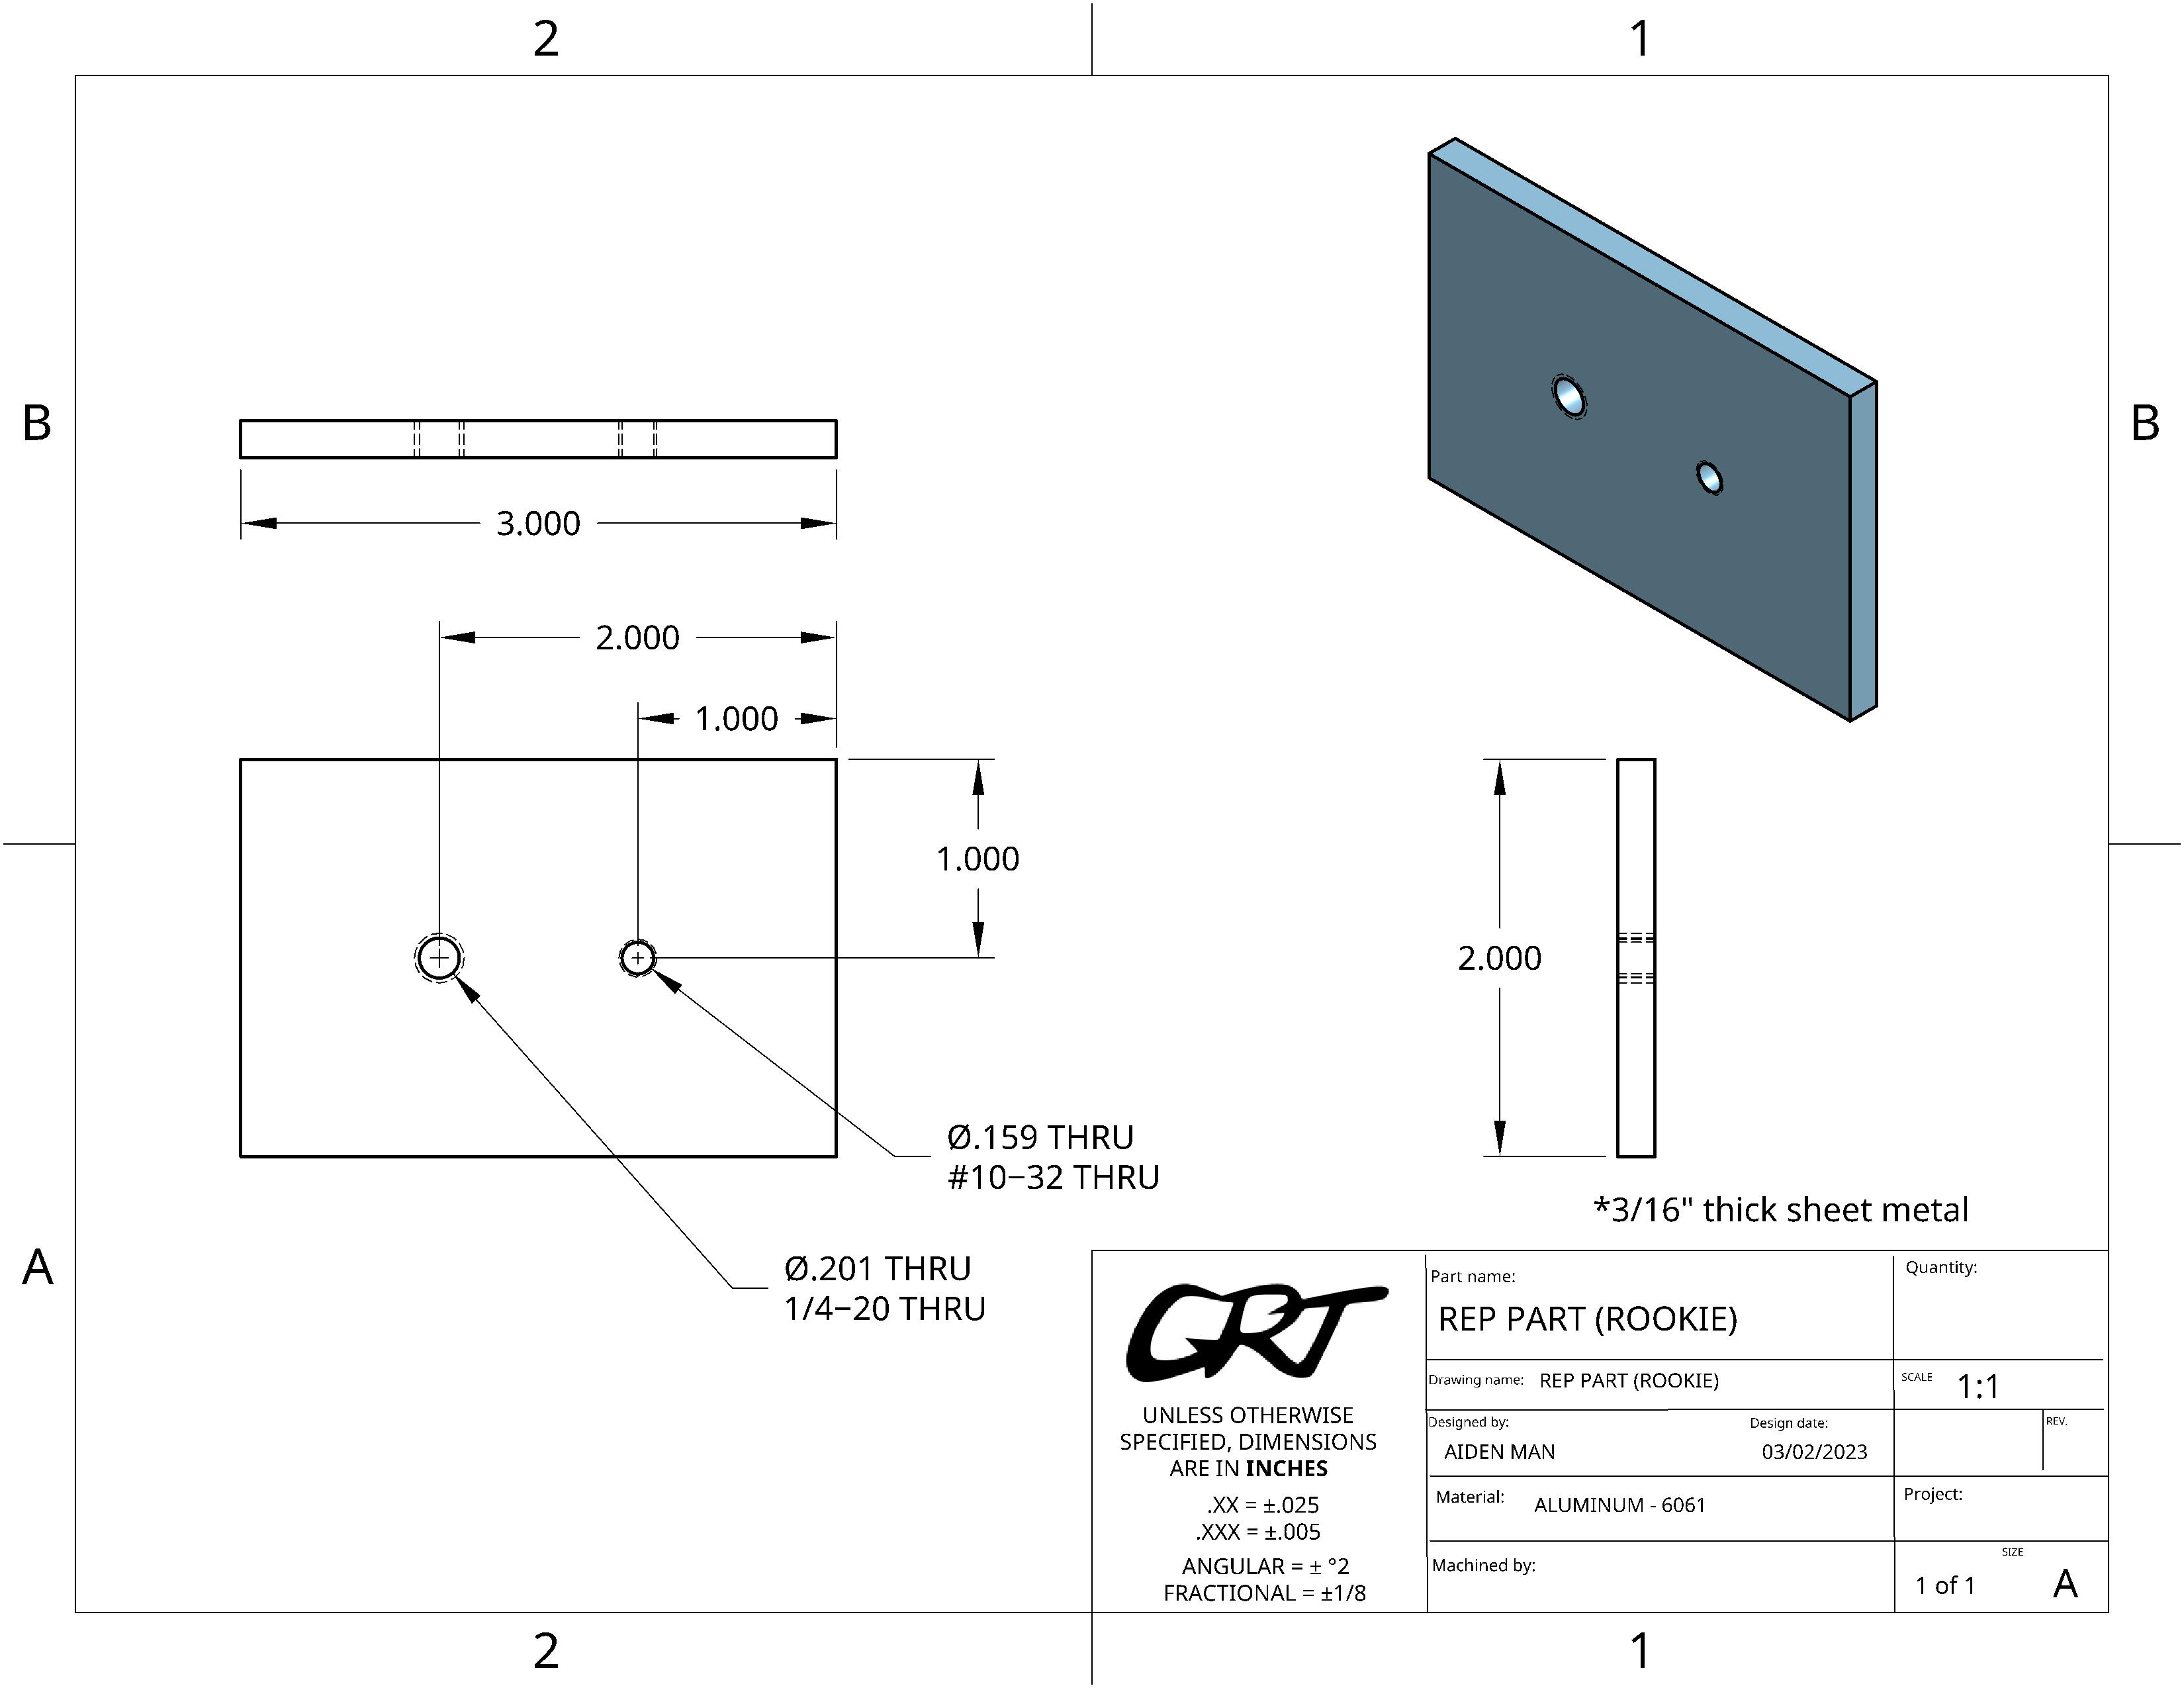 2
1
B
B
3.000
2.000
1.000
1.000
2.000
Ø.159 THRU
#10−32 THRU
*3/16" thick sheet metal
A
Ø.201 THRU
1/4−20 THRU
GRT
UNLESS OTHERWISE
SPECIFIED, DIMENSIONS
ARE IN INCHES
.XX = ±.025
.XXX = ±.005
ANGULAR = ± °2
FRACTIONAL = ±1/8
Part name:
REP PART (ROOKIE)
Quantity:
Drawing name: REP PART (ROOKIE)
SCALE 1:1
Designed by:
AIDEN MAN
Design date:
03/02/2023
REV.
Material: ALUMINUM - 6061
Project:
Machined by:
SIZE
1 of 1
A
2
1